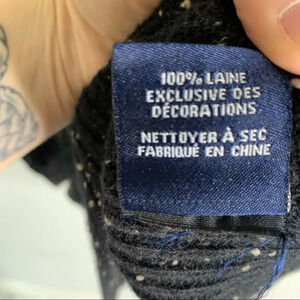 100% LAINE
EXCLUSIVE DES
DÉCORATIONS
NETTOYER À SEC
FABRIQUÉ EN CHINE